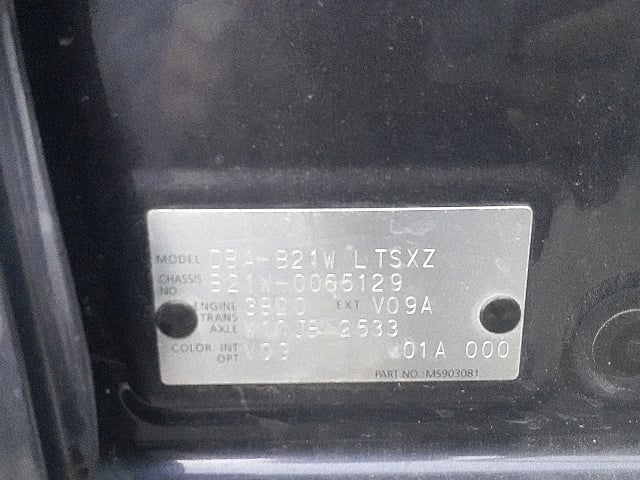 MODEL DBA-B21W LTSXZ
CHASSIS NO. B21W-0065129
ENGINE 3B20 EXT V09A
TRANS AXLE 2533
COLOR INT OPT V09 01A 000
PART NO.:M5903081